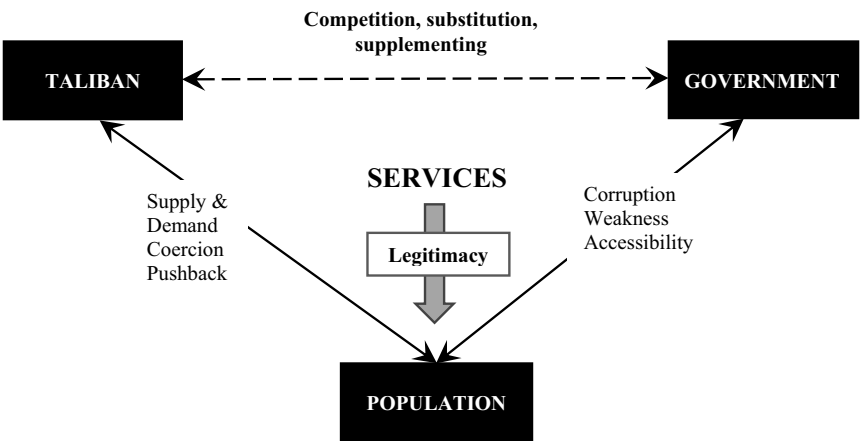 Competition, substitution,
supplementing
TALIBAN
GOVERNMENT
SERVICES
Supply &
Demand
Coercion
Pushback
Corruption
Weakness
Accessibility
Legitimacy
POPULATION